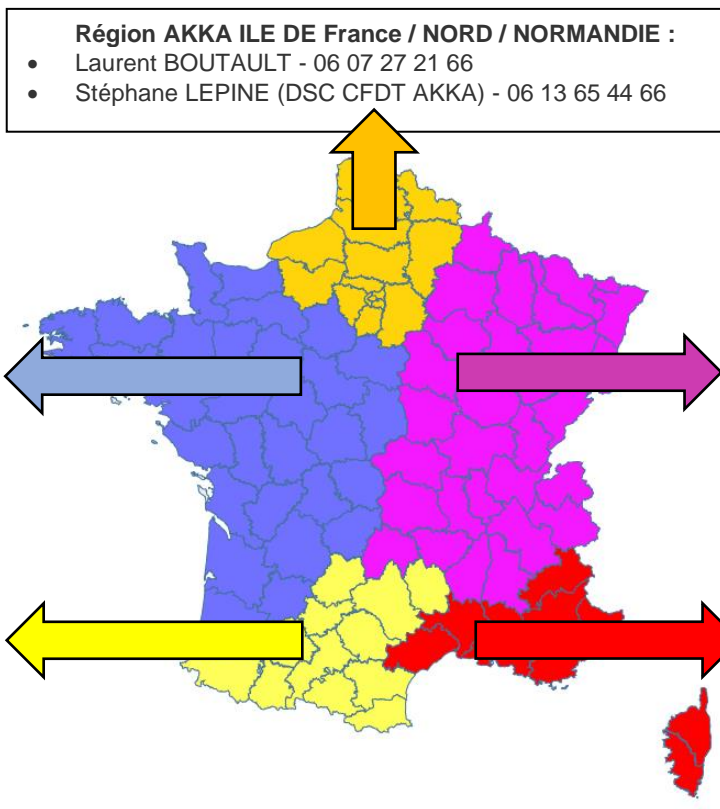 Région AKKA ILE DE France / NORD / NORMANDIE :
• Laurent BOUTAULT - 06 07 27 21 66
• Stéphane LEPINE (DSC CFDT AKKA) - 06 13 65 44 66